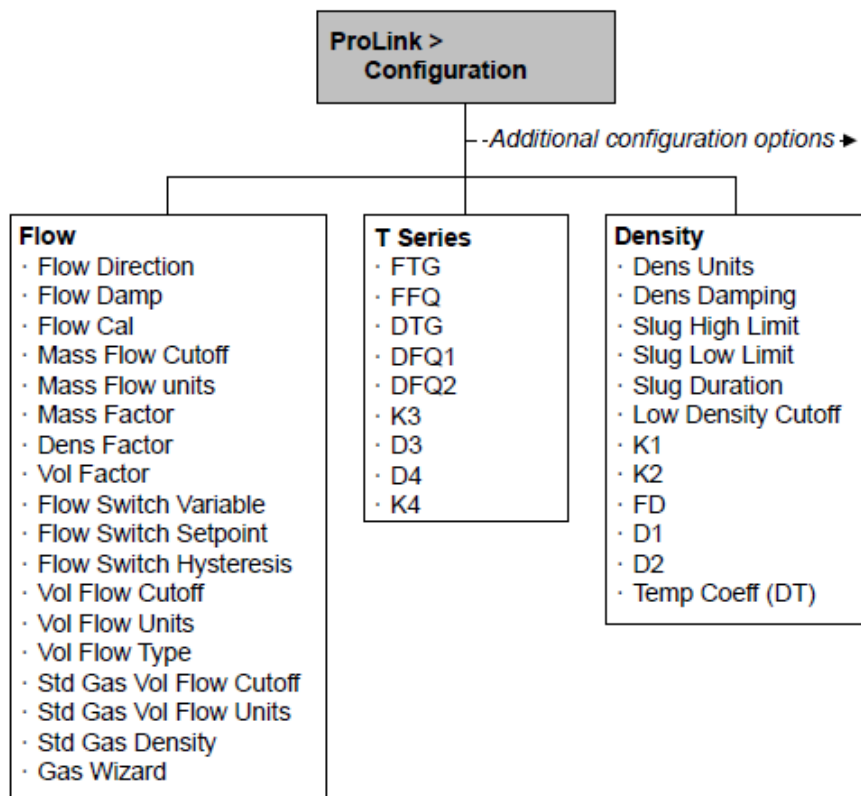 ProLink >
Configuration
Additional configuration options
Flow
· Flow Direction
· Flow Damp
· Flow Cal
· Mass Flow Cutoff
· Mass Flow units
· Mass Factor
· Dens Factor
· Vol Factor
· Flow Switch Variable
· Flow Switch Setpoint
· Flow Switch Hysteresis
· Vol Flow Cutoff
· Vol Flow Units
· Vol Flow Type
· Std Gas Vol Flow Cutoff
· Std Gas Vol Flow Units
· Std Gas Density
· Gas Wizard
T Series
· FTG
· FFQ
· DTG
· DFQ1
· DFQ2
· K3
· D3
· D4
· K4
Density
· Dens Units
· Dens Damping
· Slug High Limit
· Slug Low Limit
· Slug Duration
· Low Density Cutoff
· K1
· K2
· FD
· D1
· D2
· Temp Coeff (DT)